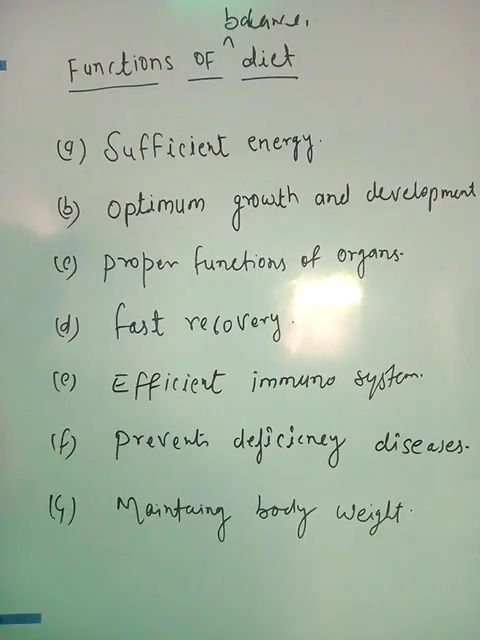 balance.
Functions of ^ diet
(a) Sufficient energy.
(b) optimum growth and development
(c) proper functions of organs.
(d) fast recovery.
(e) Efficient immuno system.
(f) prevents deficiency diseases.
(G) Maintaing body weight.